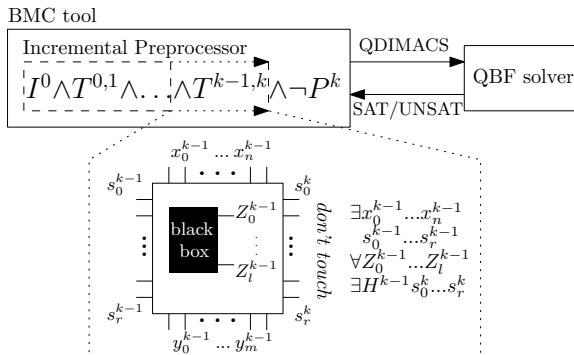 BMC tool
Incremental Preprocessor
I^0 ∧ T^{0,1} ∧ ... ∧ T^{k−1,k} ∧ ¬P^k
QDIMACS
QBF solver
SAT/UNSAT
x_0^{k−1} ... x_n^{k−1}
s_0^{k−1}
s_0^k
Z_0^{k−1}
black
box
Z_l^{k−1}
s_r^{k−1}
s_r^k
y_0^{k−1} ... y_m^{k−1}
don't touch
∃x_0^{k−1}...x_n^{k−1}
s_0^{k−1}...s_r^{k−1}
∀Z_0^{k−1}...Z_l^{k−1}
∃H^{k−1}s_0^k...s_r^k